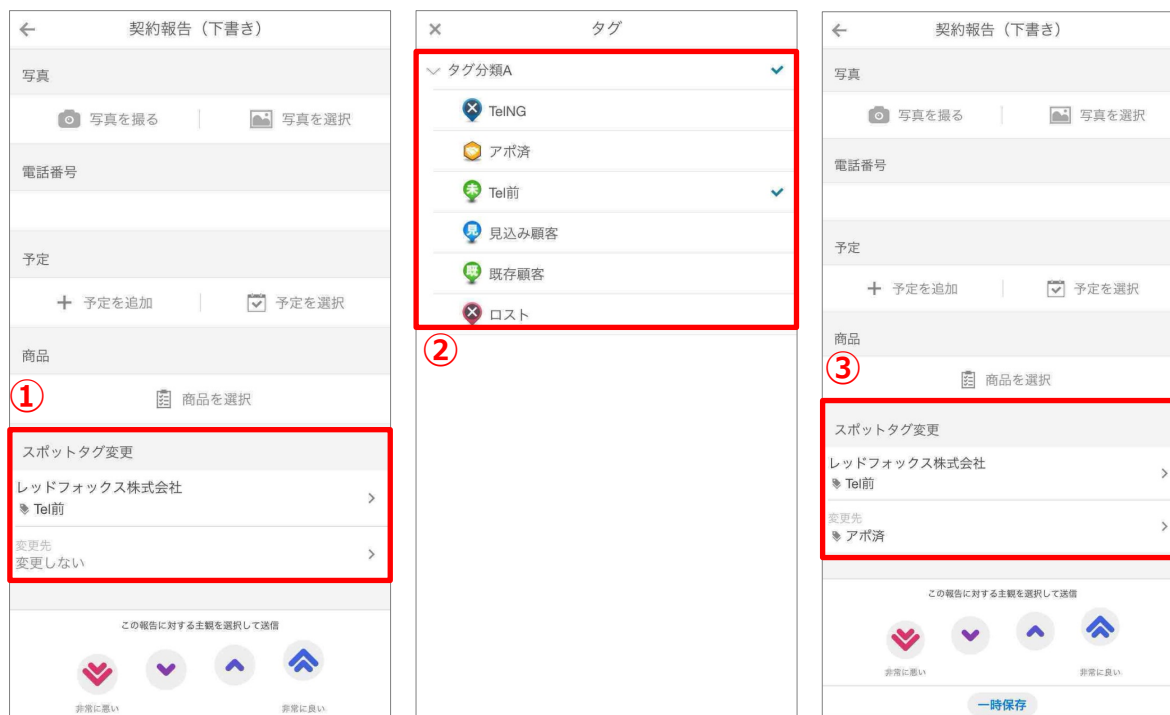 契約報告（下書き）
写真
写真を撮る
写真を選択
電話番号
予定
予定を追加
予定を選択
商品
①
商品を選択
スポットタグ変更
レッドフォックス株式会社
Tel前
変更先
変更しない
この報告に対する主観を選択して送信
非常に悪い
非常に良い
タグ
タグ分類A
TelNG
アポ済
未
Tel前
見
見込み顧客
既
既存顧客
ロスト
②
契約報告（下書き）
写真
写真を撮る
写真を選択
電話番号
予定
予定を追加
予定を選択
商品
③
商品を選択
スポットタグ変更
レッドフォックス株式会社
Tel前
変更先
アポ済
この報告に対する主観を選択して送信
非常に悪い
非常に良い
一時保存